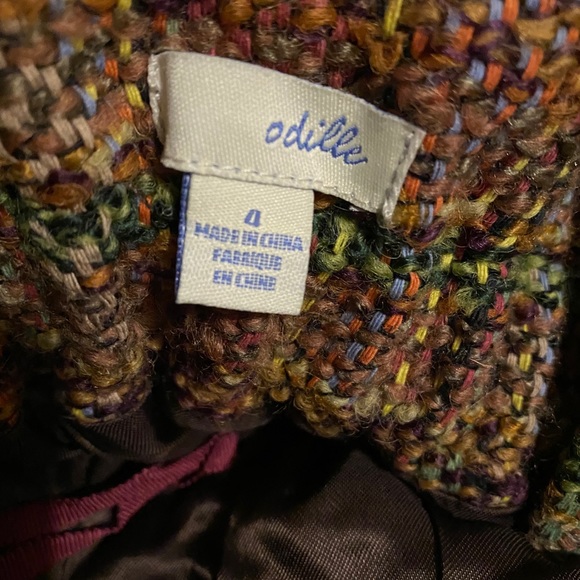 odille
4
MADE IN CHINA
FABRIQUE
EN CHINE